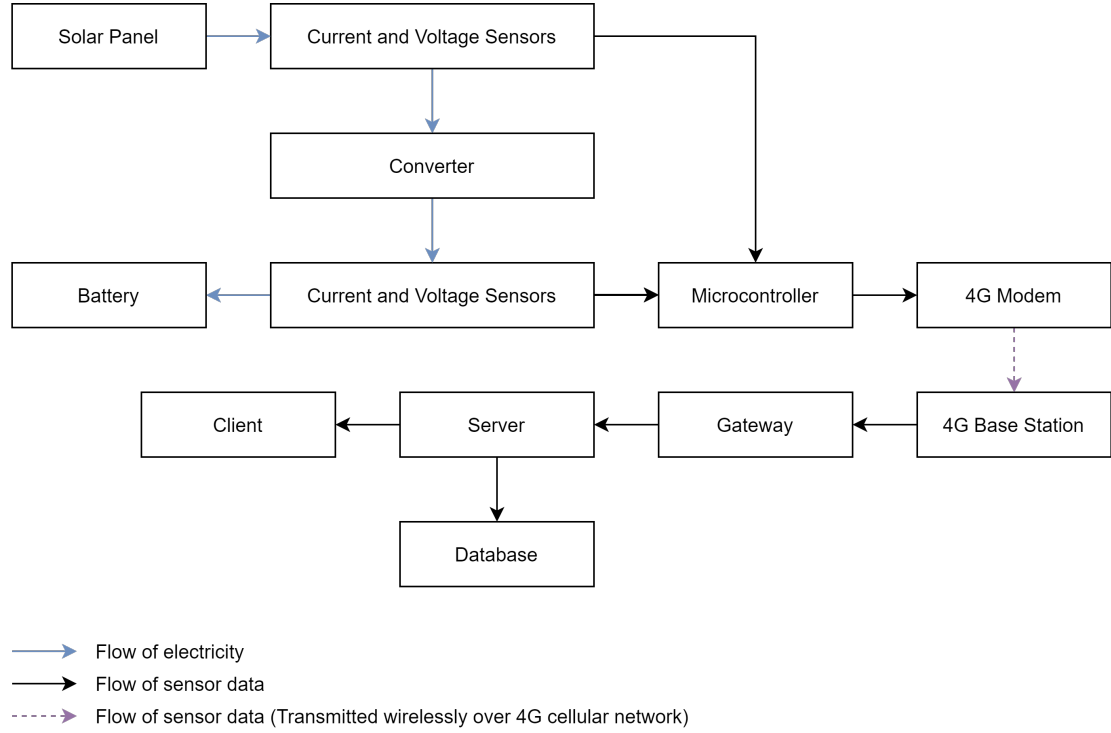 Solar Panel
Current and Voltage Sensors
Converter
Battery
Current and Voltage Sensors
Microcontroller
4G Modem
Client
Server
Gateway
4G Base Station
Database
Flow of electricity
Flow of sensor data
Flow of sensor data (Transmitted wirelessly over 4G cellular network)